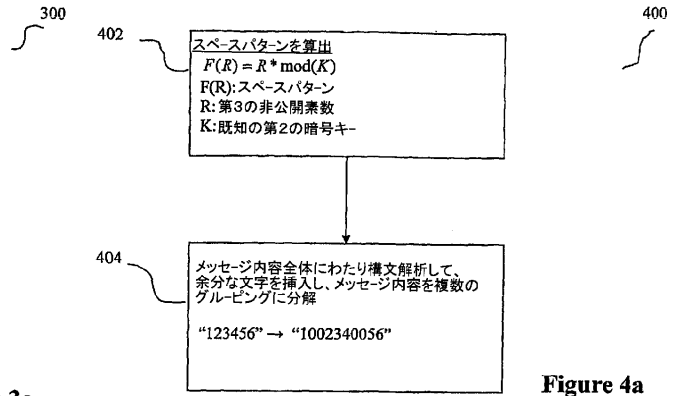 300
400
402
スペースパターンを算出
F(R) = R * mod(K)
F(R):スペースパターン
R:第3の非公開素数
K:既知の第2の暗号キー
404
メッセージ内容全体にわたり構文解析して、
余分な文字を挿入し、メッセージ内容を複数の
グルーピングに分解
“123456” → “1002340056”
Figure 4a